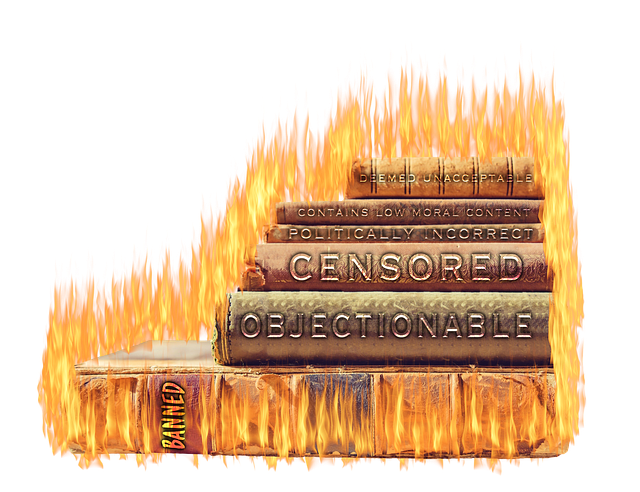 DEEMED UNACCEPTABLE
CONTAINS LOW MORAL CONTENT
POLITICALLY INCORRECT
CENSORED
OBJECTIONABLE
BANNED